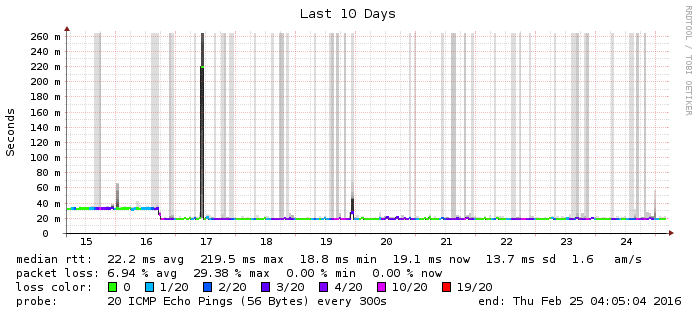 Last 10 Days
RRDTOOL / TOBI OETIKER
Seconds
260 m
240 m
220 m
200 m
180 m
160 m
140 m
120 m
100 m
80 m
60 m
40 m
20 m
0
15 16 17 18 19 20 21 22 23 24
median rtt: 22.2 ms avg 219.5 ms max 18.8 ms min 19.1 ms now 13.7 ms sd 1.6 am/s
packet loss: 6.94 % avg 29.38 % max 0.00 % min 0.00 % now
loss color: 0 1/20 2/20 3/20 4/20 10/20 19/20
probe: 20 ICMP Echo Pings (56 Bytes) every 300s end: Thu Feb 25 04:05:04 2016